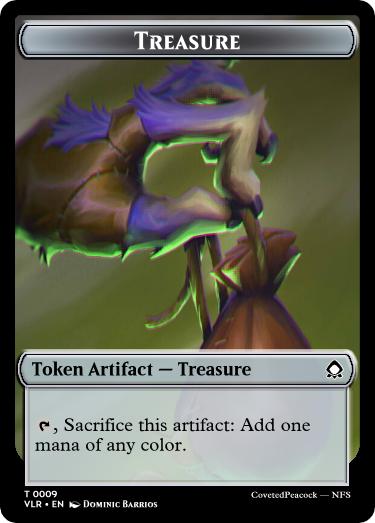 TREASURE
Token Artifact — Treasure
, Sacrifice this artifact: Add one
mana of any color.
T 0009
VLR • EN DOMINIC BARRIOS
CovetedPeacock — NFS